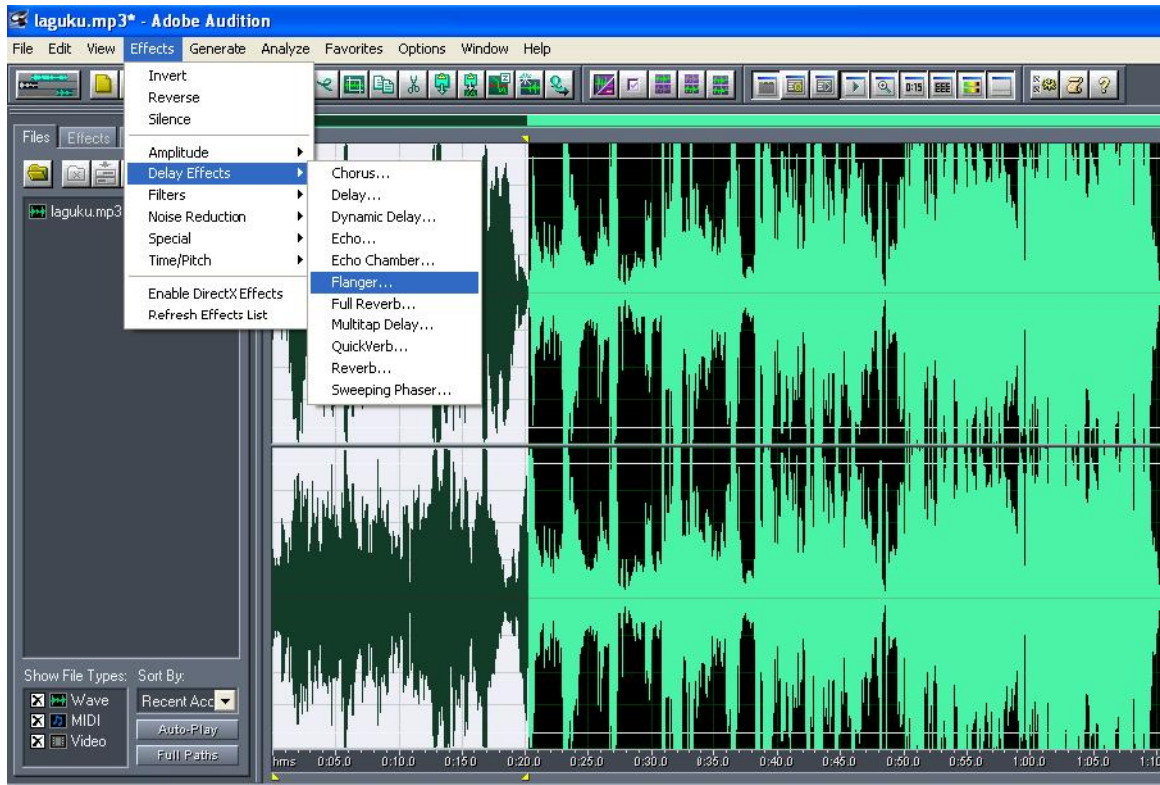 laguku.mp3* - Adobe Audition
File Edit View Effects Generate Analyze Favorites Options Window Help
Invert
Reverse
Silence
Amplitude
Delay Effects
Filters
Noise Reduction
Special
Time/Pitch
Enable DirectX Effects
Refresh Effects List
Chorus...
Delay...
Dynamic Delay...
Echo...
Echo Chamber...
Flanger...
Full Reverb...
Multitap Delay...
QuickVerb...
Reverb...
Sweeping Phaser...
0:15
Files Effects
laguku.mp3
Show File Types: Sort By:
Wave Recent Acc
MIDI Auto-Play
Video Full Paths
hms 0:05.0 0:10.0 0:15.0 0:20.0 0:25.0 0:30.0 0:35.0 0:40.0 0:45.0 0:50.0 0:55.0 1:00.0 1:05.0 1:10